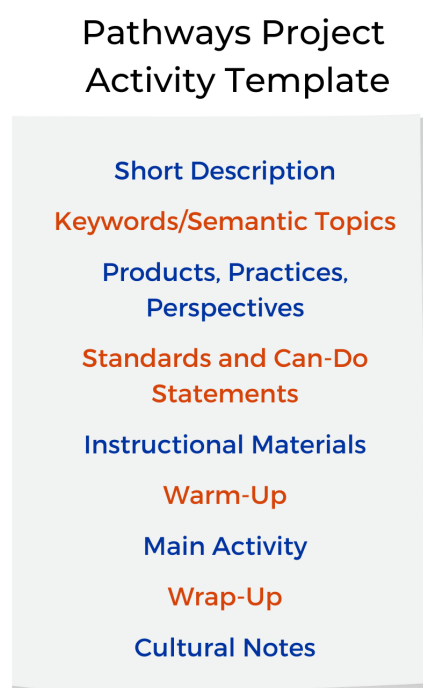 Pathways Project
Activity Template
Short Description
Keywords/Semantic Topics
Products, Practices,
Perspectives
Standards and Can-Do
Statements
Instructional Materials
Warm-Up
Main Activity
Wrap-Up
Cultural Notes